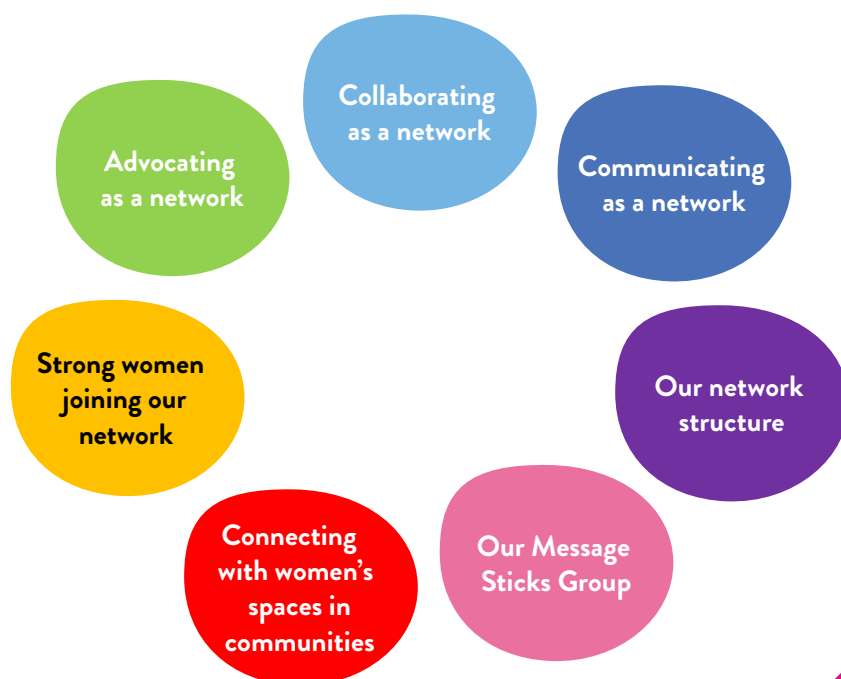 Collaborating
as a network
Communicating
as a network
Our network
structure
Our Message
Sticks Group
Connecting
with women’s
spaces in
communities
Strong women
joining our
network
Advocating
as a network